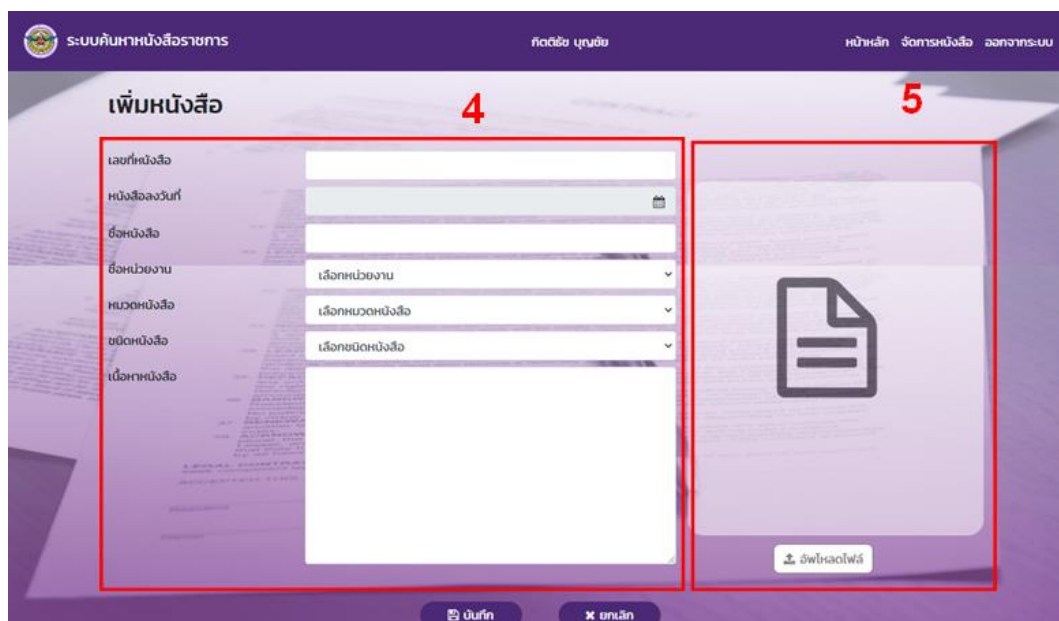 ระบบค้นหาหนังสือราชการ กิตติธัช บุญชัย หน้าหลัก จัดการหนังสือ ออกจากระบบ
เพิ่มหนังสือ 4 5
เลขที่หนังสือ
หนังสือลงวันที่
ชื่อหนังสือ
ชื่อหน่วยงาน เลือกหน่วยงาน
หมวดหนังสือ เลือกหมวดหนังสือ
ชนิดหนังสือ เลือกชนิดหนังสือ
เนื้อหาหนังสือ
อัพโหลดไฟล์
บันทึก ยกเลิก